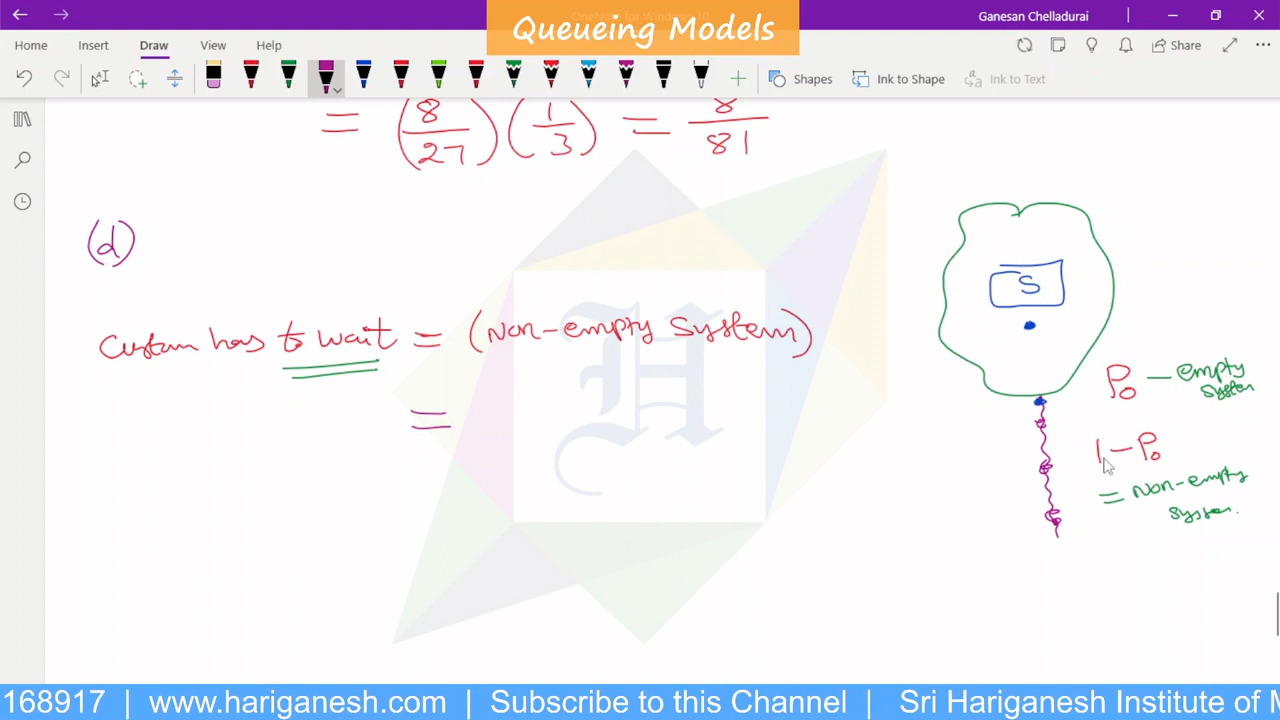 Queueing Models
Ganesan Chelladurai
Home Insert Draw View Help
Share
Shapes
Ink to Shape
Ink to Text
= (8/27) (1/3) = 8/81
(d)
S
Custom has to wait = (Non-empty System)
=
P₀ — empty
System
1 – P₀
= Non-empty
System.
H
168917 | www.hariganesh.com | Subscribe to this Channel | Sri Hariganesh Institute of M